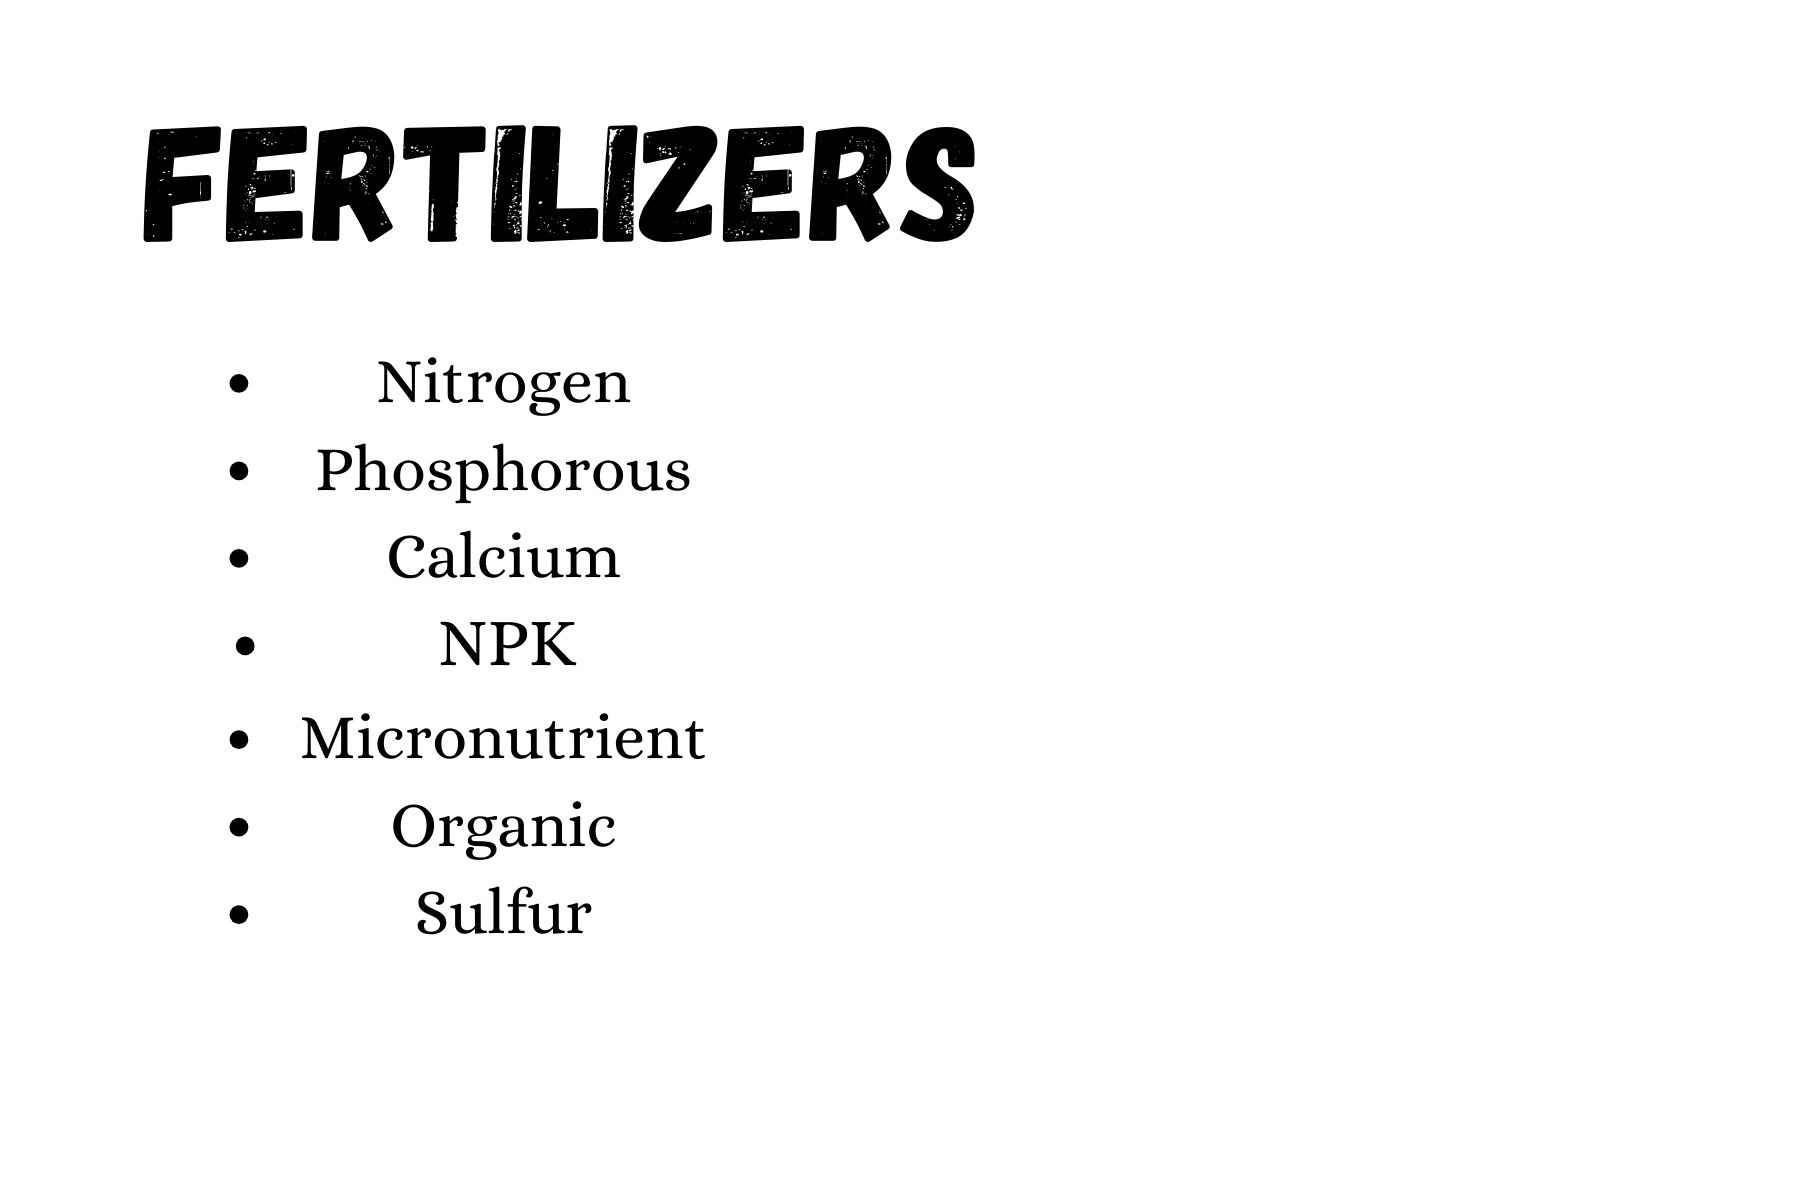 FERTILIZERS
• Nitrogen
• Phosphorous
• Calcium
• NPK
• Micronutrient
• Organic
• Sulfur